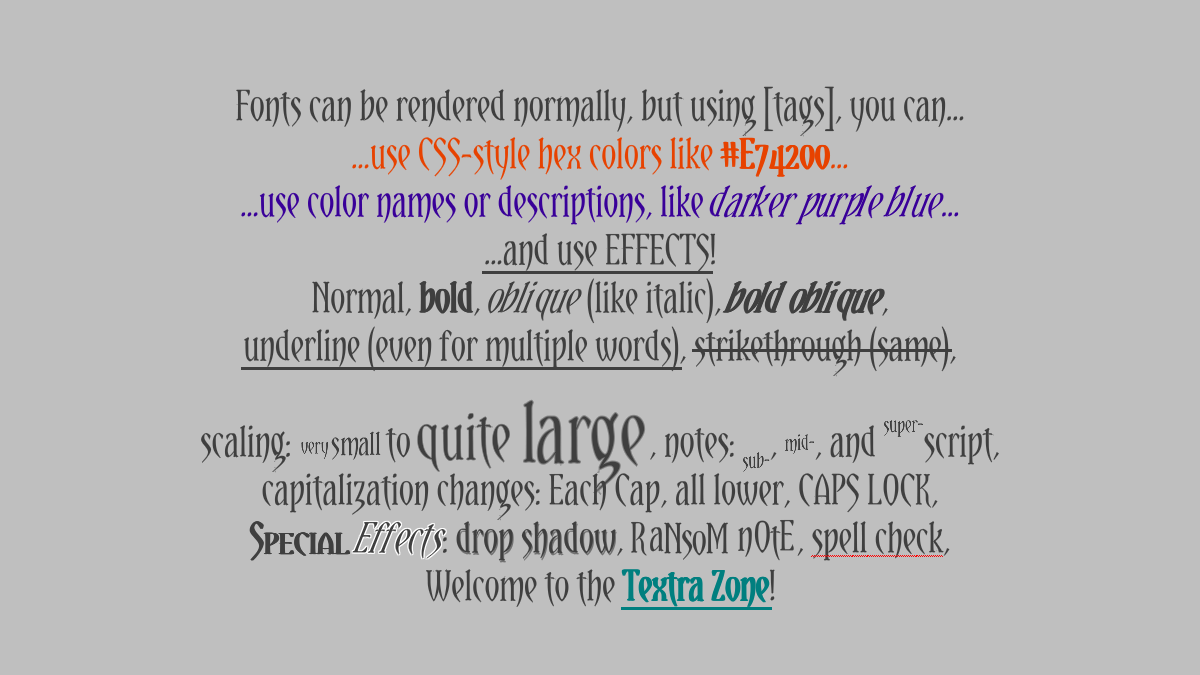 Fonts can be rendered normally, but using [tags], you can...
...use CSS-style hex colors like #E74200...
...use color names or descriptions, like darker purple blue...
...and use EFFECTS!
Normal, bold, oblique (like italic), bold oblique,
underline (even for multiple words), strikethrough (same),
scaling: very small to quite large , notes: sub-, mid-, and super-script,
capitalization changes: Each Cap, all lower, CAPS LOCK,
Special Effects: drop shadow, RaNsoM nOtE, spell check,
Welcome to the Textra Zone!